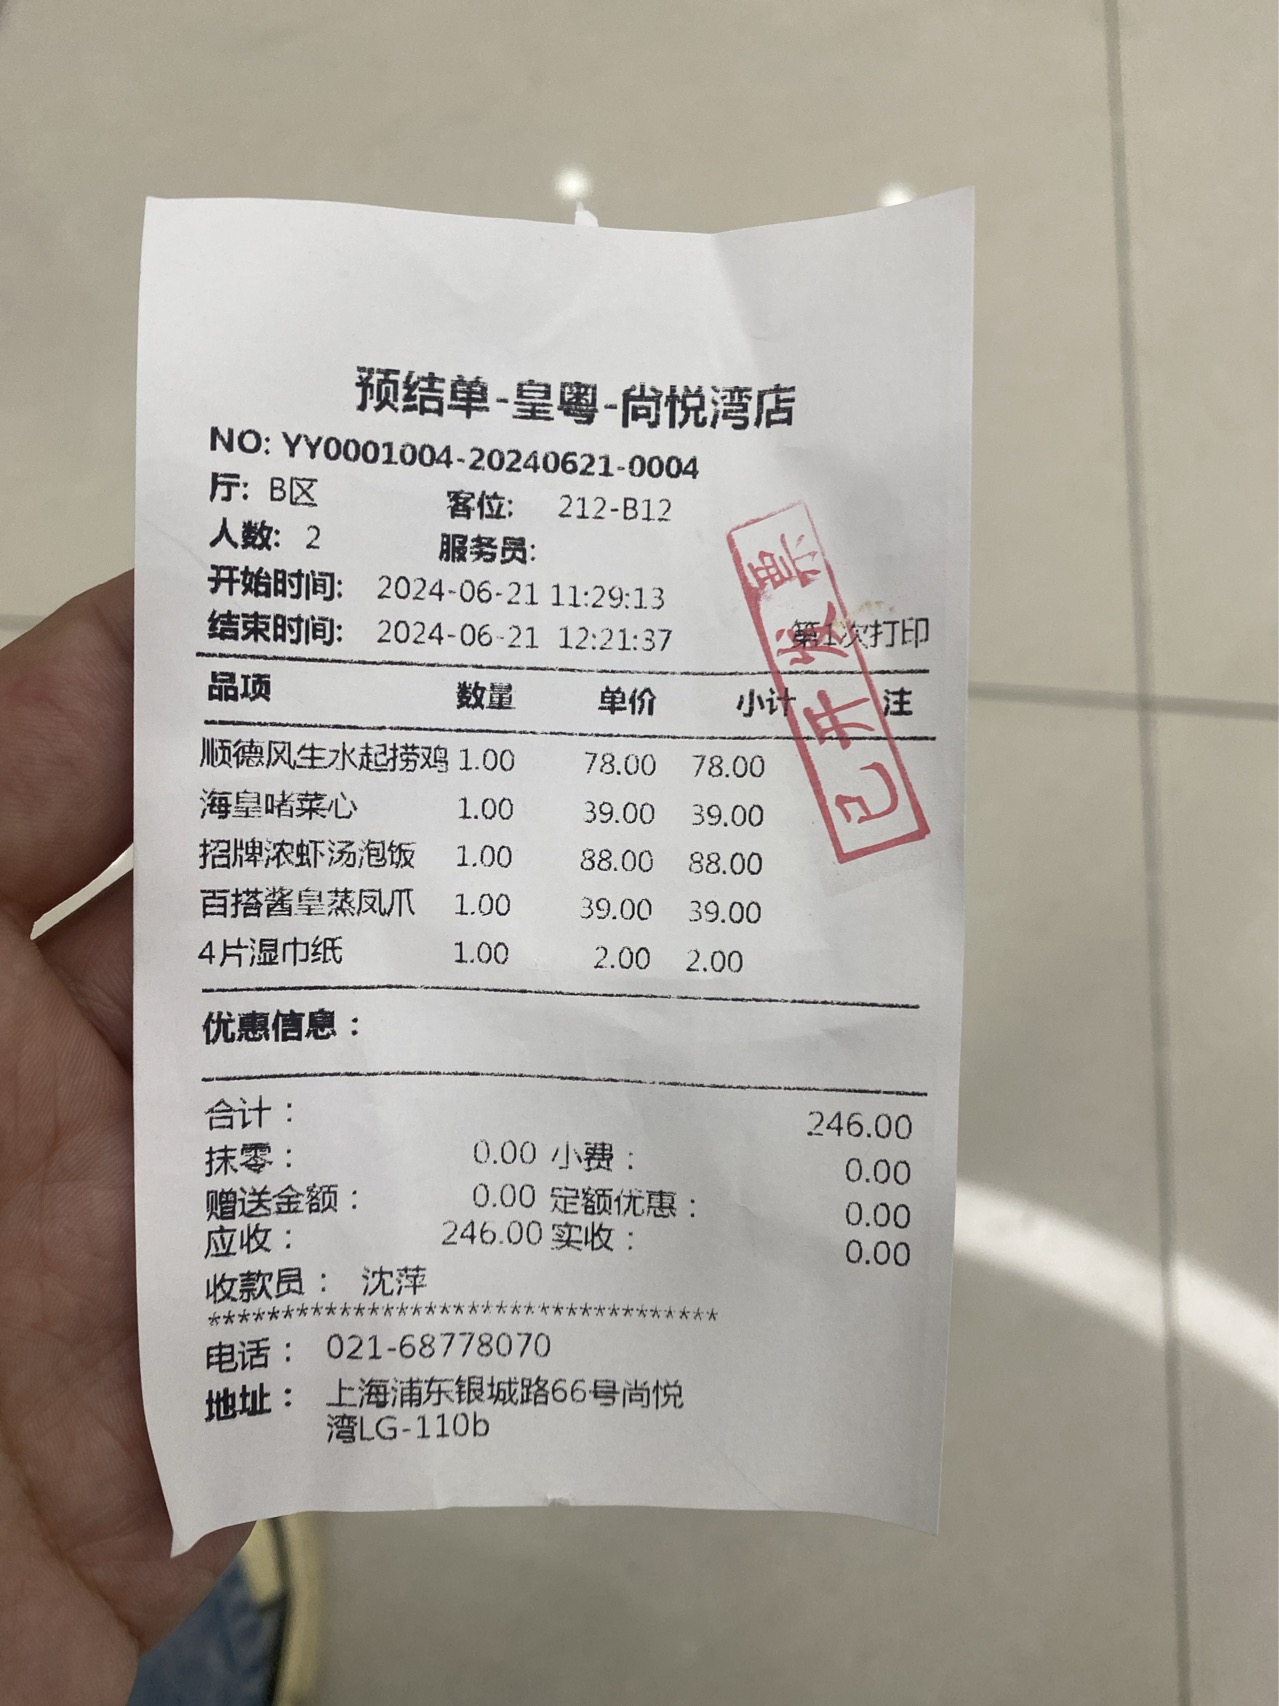 预结单-皇粤-尚悦湾店
NO: YY0001004-20240621-0004
厅: B区 客位: 212-B12
人数: 2 服务员:
开始时间: 2024-06-21 11:29:13
结束时间: 2024-06-21 12:21:37 第1次打印
已开发票
品项 数量 单价 小计 注
顺德风生水起捞鸡 1.00 78.00 78.00
海皇啫菜心 1.00 39.00 39.00
招牌浓虾汤泡饭 1.00 88.00 88.00
百搭酱皇蒸凤爪 1.00 39.00 39.00
4片湿巾纸 1.00 2.00 2.00
优惠信息：
合计： 246.00
抹零： 0.00 小费： 0.00
赠送金额： 0.00 定额优惠： 0.00
应收： 246.00 实收： 0.00
收款员： 沈萍
************************************
电话： 021-68778070
地址： 上海浦东银城路66号尚悦
湾LG-110b